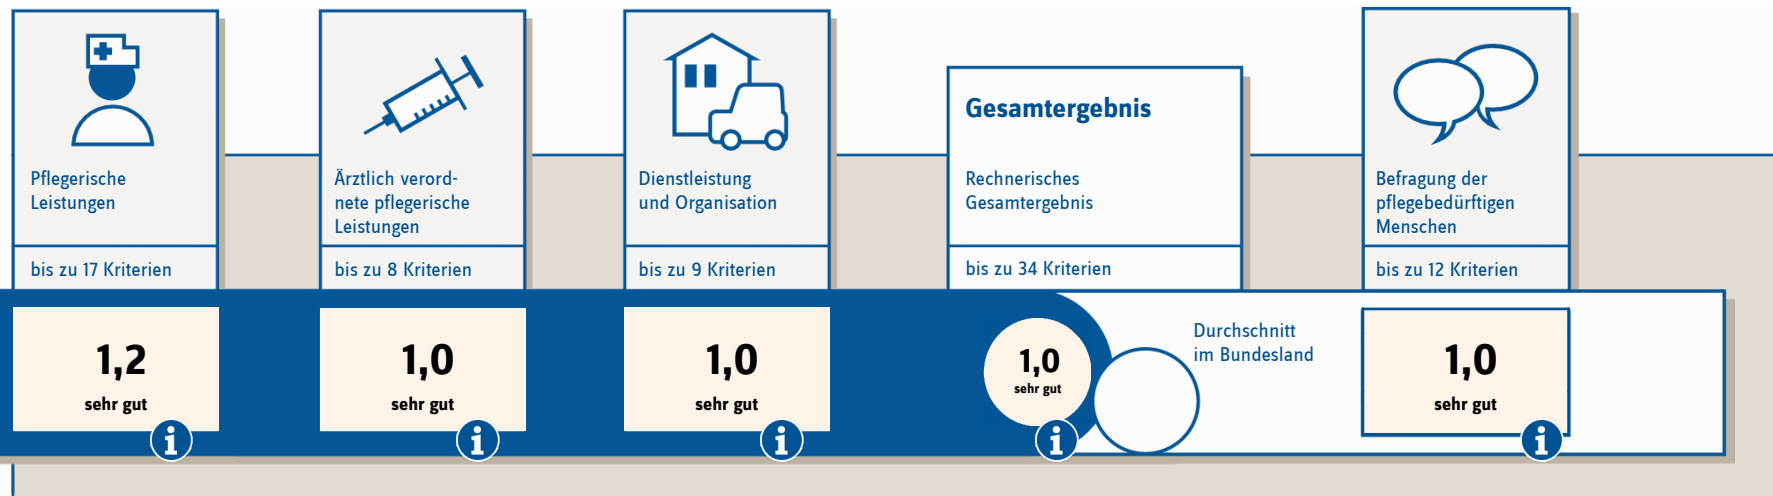 Pflegerische
Leistungen
bis zu 17 Kriterien
1,2
sehr gut
i
Ärztlich verord-
nete pflegerische
Leistungen
bis zu 8 Kriterien
1,0
sehr gut
i
Dienstleistung
und Organisation
bis zu 9 Kriterien
1,0
sehr gut
i
Gesamtergebnis
Rechnerisches
Gesamtergebnis
bis zu 34 Kriterien
1,0
sehr gut
i
Durchschnitt
im Bundesland
Befragung der
pflegebedürftigen
Menschen
bis zu 12 Kriterien
1,0
sehr gut
i